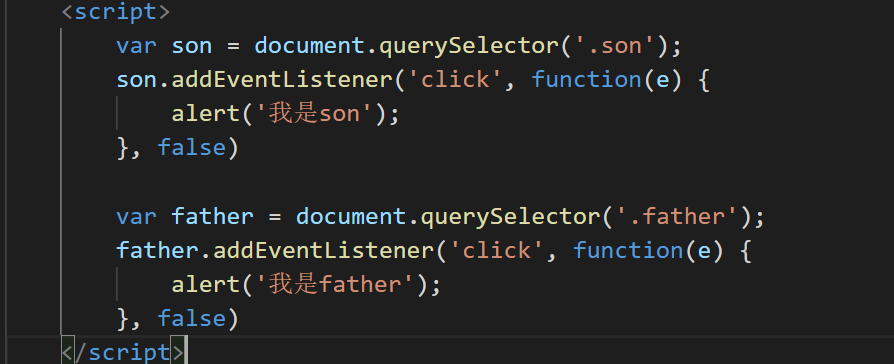 <script>
var son = document.querySelector('.son');
son.addEventListener('click', function(e) {
alert('我是son');
}, false)
var father = document.querySelector('.father');
father.addEventListener('click', function(e) {
alert('我是father');
}, false)
</script>